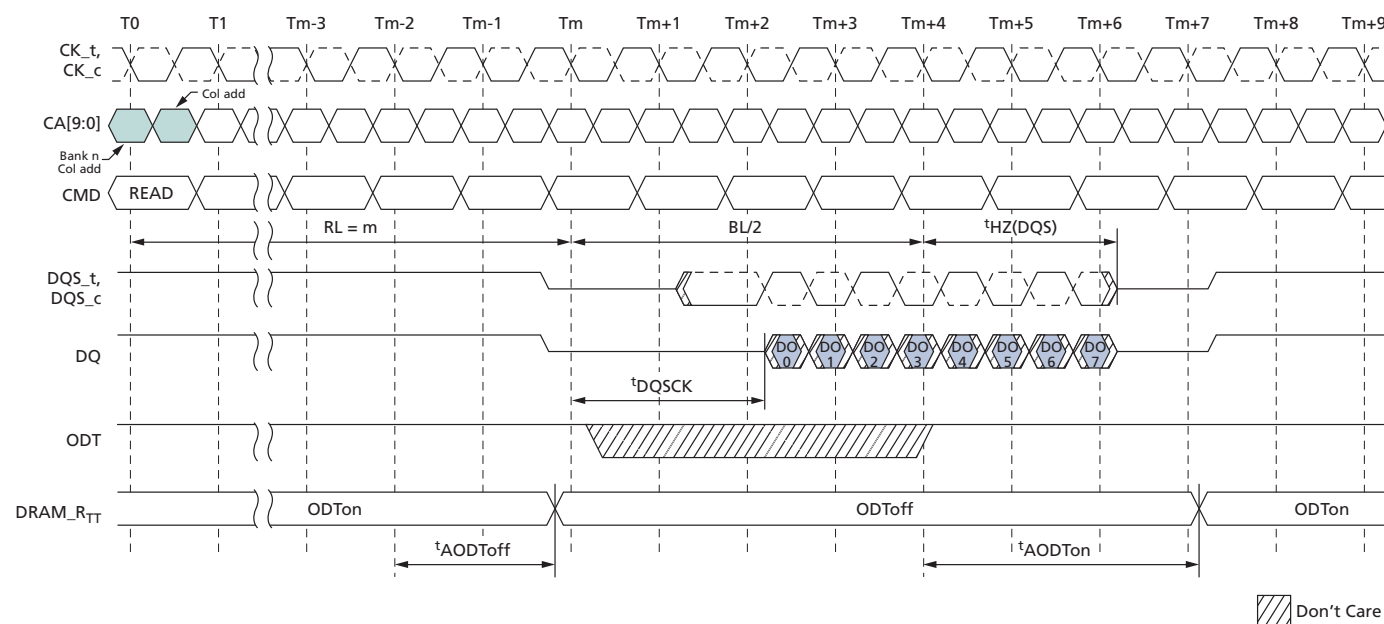 T0 T1 Tm-3 Tm-2 Tm-1 Tm Tm+1 Tm+2 Tm+3 Tm+4 Tm+5 Tm+6 Tm+7 Tm+8 Tm+9
CK_t,
CK_c
Col add
CA[9:0]
Bank n
Col add
CMD READ
RL = m BL/2 tHZ(DQS)
DQS_t,
DQS_c
DQ DO 0 DO 1 DO 2 DO 3 DO 4 DO 5 DO 6 DO 7
tDQSCK
ODT
DRAM_RTT ODTon ODToff ODTon
tAODToff tAODTon
Don't Care